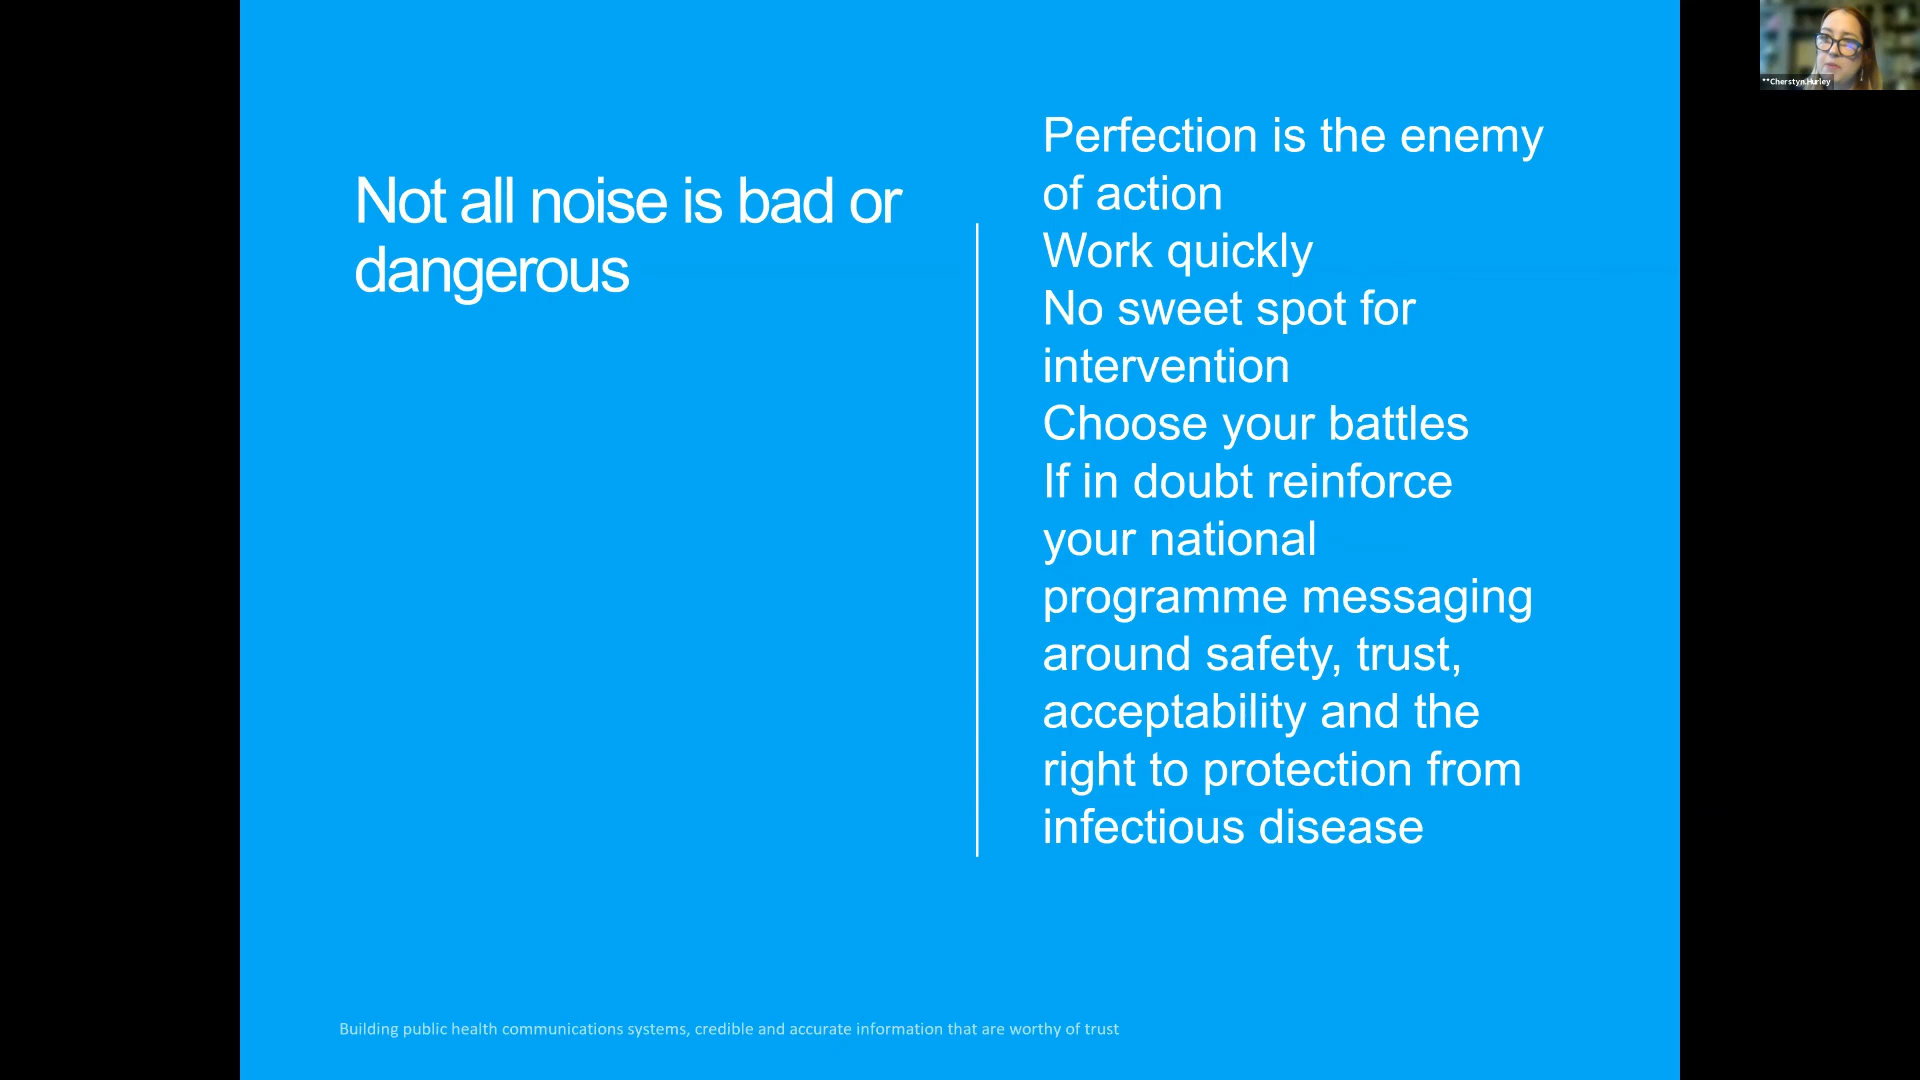 Not all noise is bad or
dangerous
Perfection is the enemy
of action
Work quickly
No sweet spot for
intervention
Choose your battles
If in doubt reinforce
your national
programme messaging
around safety, trust,
acceptability and the
right to protection from
infectious disease
Building public health communications systems, credible and accurate information that are worthy of trust
**Cherstyn.Hurley